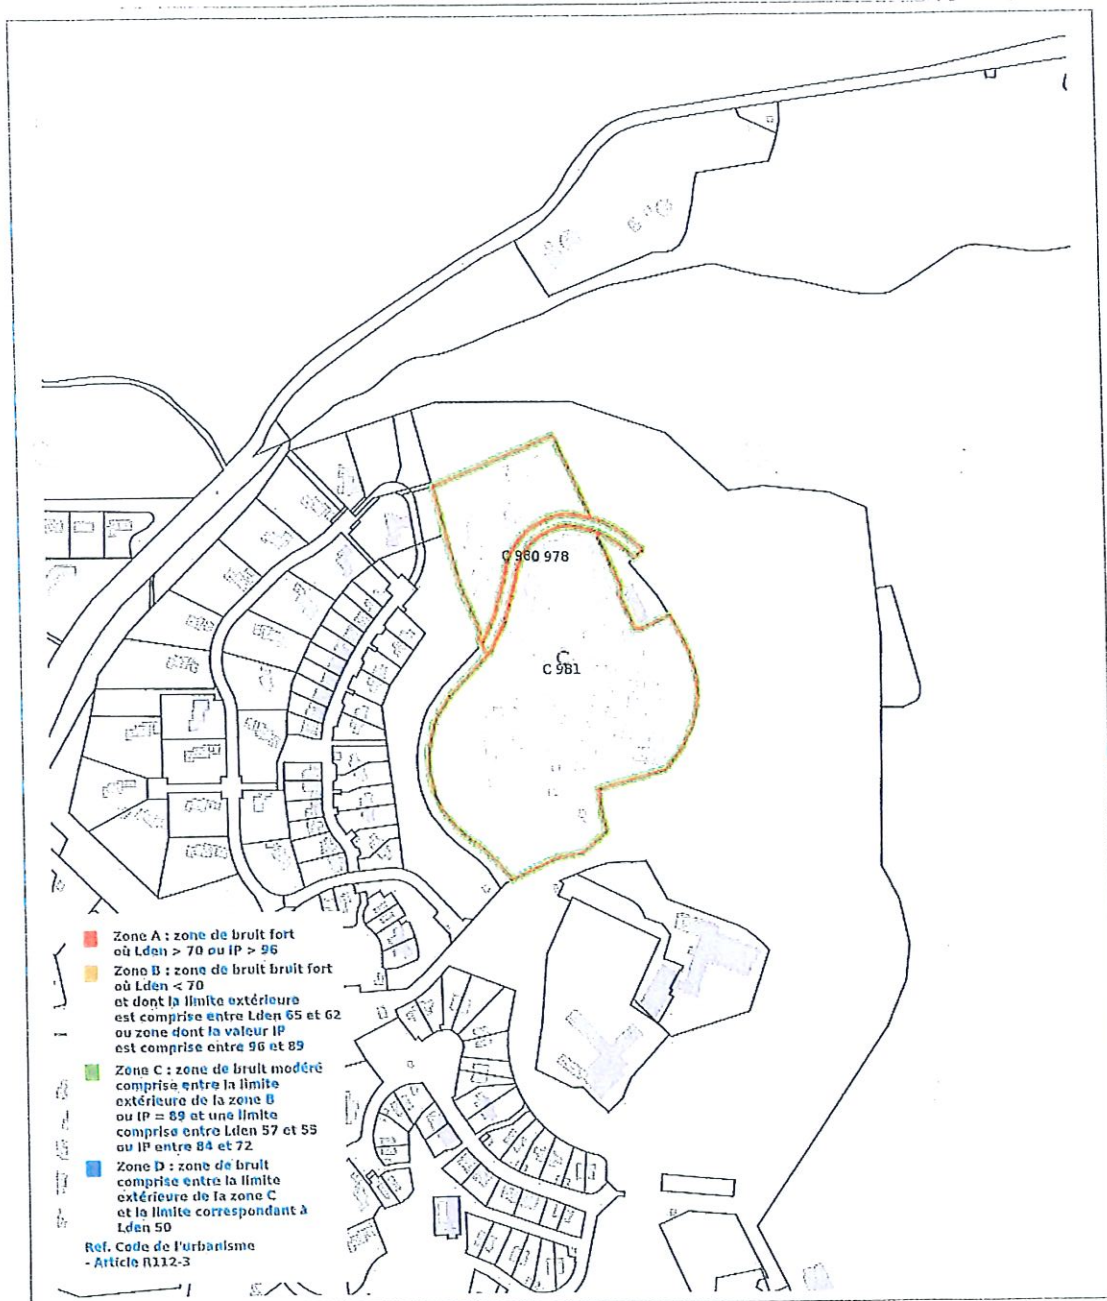 C 980 978
C
C 981
Zone A : zone de bruit fort
où Lden > 70 ou IP > 96
Zone B : zone de bruit bruit fort
où Lden < 70
et dont la limite extérieure
est comprise entre Lden 65 et 62
ou zone dont la valeur IP
est comprise entre 96 et 89
Zone C : zone de bruit modéré
comprise entre la limite
extérieure de la zone B
ou IP = 89 et une limite
comprise entre Lden 57 et 55
ou IP entre 84 et 72
Zone D : zone de bruit
comprise entre la limite
extérieure de la zone C
et la limite correspondant à
Lden 50
Ref. Code de l'urbanisme
- Article R112-3